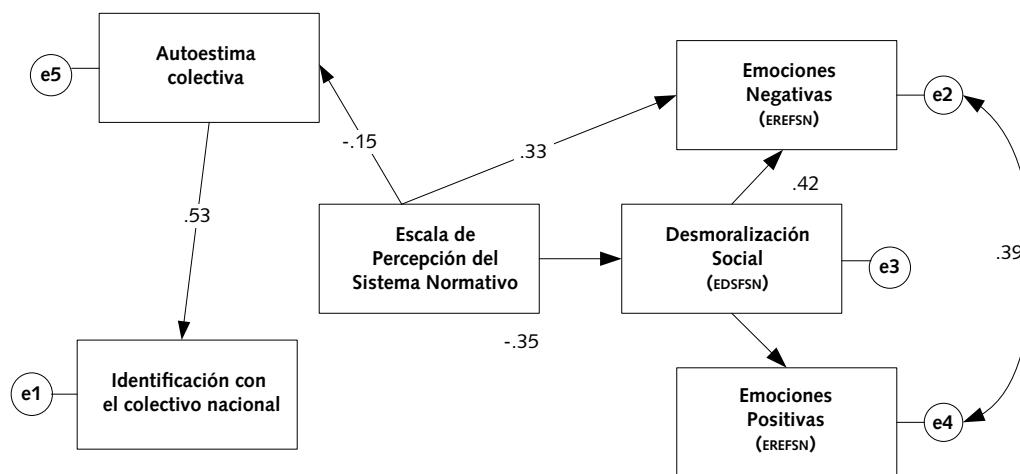 Autoestima
colectiva
e5
Emociones
Negativas
(EREFSN)
e2
-.15
.33
.42
.53
Escala de
Percepción del
Sistema Normativo
Desmoralización
Social
(EDSFSN)
e3
.39
-.35
Identificación con
el colectivo nacional
e1
Emociones
Positivas
(EREFSN)
e4